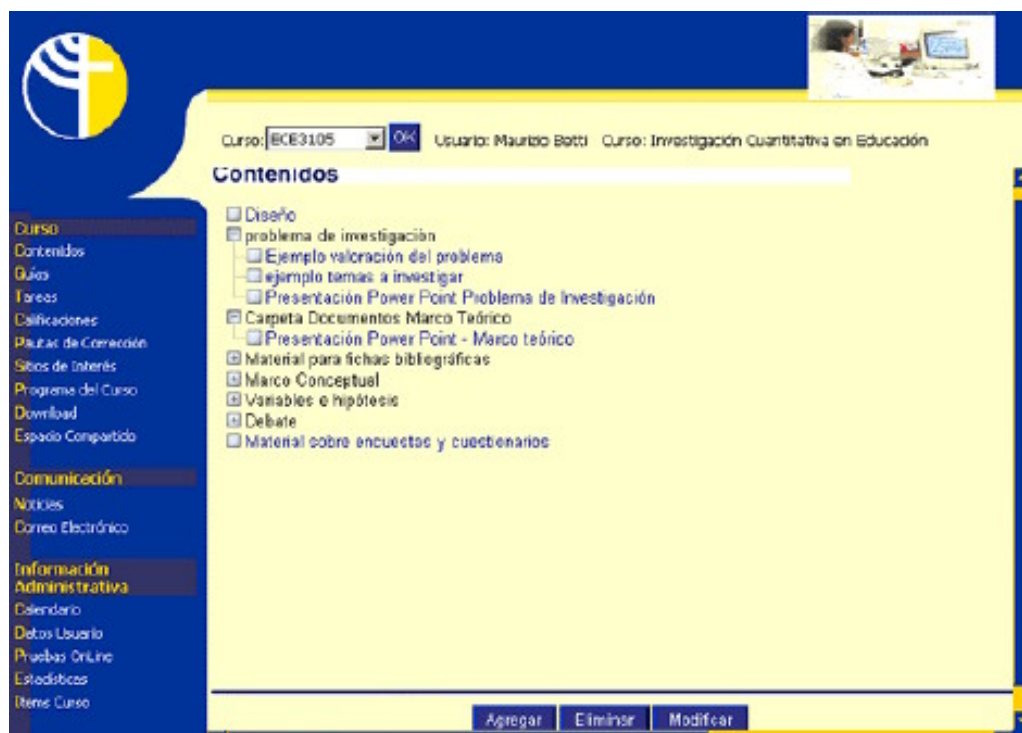 Curso: ECE3105 OK Usuario: Maurizio Botti Curso: Investigación Cuantitativa en Educación
Contenidos
Diseño
problema de investigación
Ejemplo valoración del problema
ejemplo temas a investigar
Presentación Power Point Problema de Investigación
Carpeta Documentos Marco Teórico
Presentación Power Point - Marco teórico
Material para fichas bibliográficas
Marco Conceptual
Variables e hipótesis
Debate
Material sobre encuestas y cuestionarios
Agregar Eliminar Modificar
Curso
Contenidos
Guías
Tareas
Calificaciones
Pautas de Corrección
Sitios de Interés
Programa del Curso
Download
Espacio Compartido
Comunicación
Noticias
Correo Electrónico
Información
Administrativa
Calendario
Datos Usuario
Pruebas OnLine
Estadísticas
Items Curso